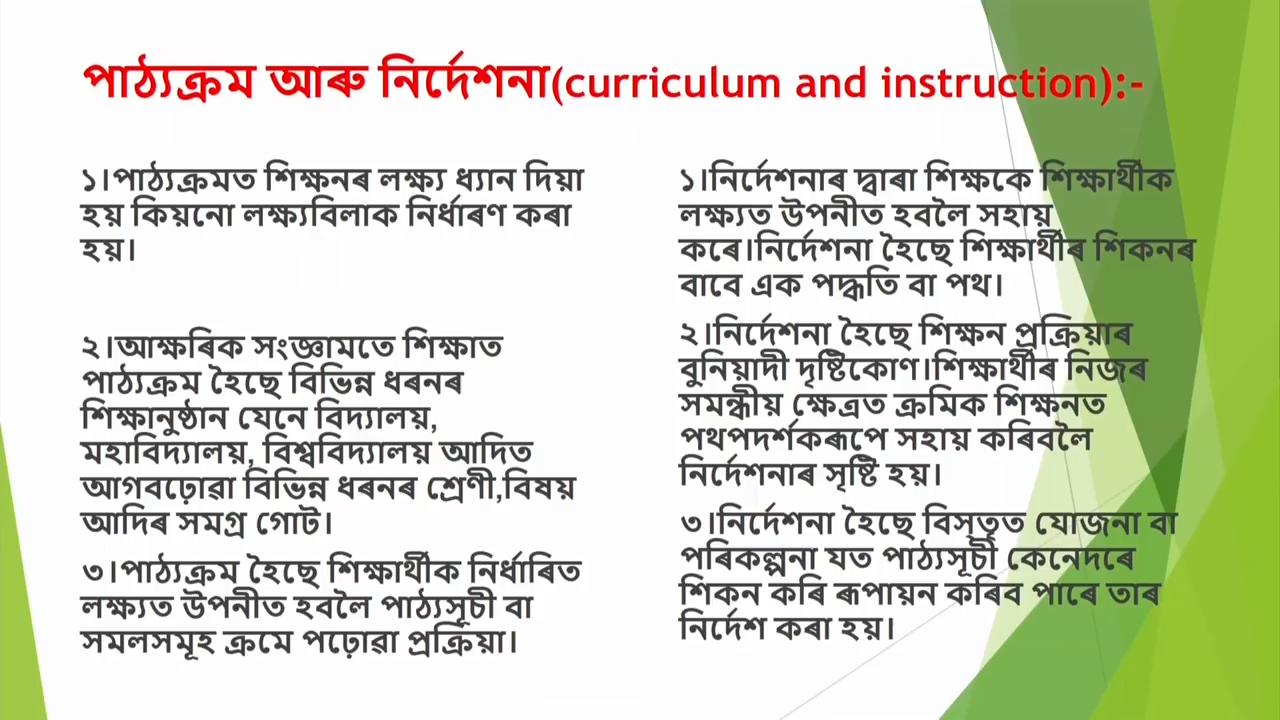 পাঠ্যক্ৰম আৰু নিৰ্দেশনা(curriculum and instruction):-
১।পাঠ্যক্ৰমত শিক্ষনৰ লক্ষ্য ধ্যান দিয়া
হয় কিয়নো লক্ষ্যবিলাক নিৰ্ধাৰণ কৰা
হয়।
২।আক্ষৰিক সংজ্ঞামতে শিক্ষাত
পাঠ্যক্ৰম হৈছে বিভিন্ন ধৰনৰ
শিক্ষানুষ্ঠান যেনে বিদ্যালয়,
মহাবিদ্যালয়, বিশ্ববিদ্যালয় আদিত
আগবঢ়োৱা বিভিন্ন ধৰনৰ শ্ৰেণী,বিষয়
আদিৰ সমগ্ৰ গোট।
৩।পাঠ্যক্ৰম হৈছে শিক্ষাৰ্থীক নিৰ্ধাৰিত
লক্ষ্যত উপনীত হবলৈ পাঠ্যসূচী বা
সমলসমূহ ক্ৰমে পঢ়োৱা প্ৰক্ৰিয়া।
১।নিৰ্দেশনাৰ দ্বাৰা শিক্ষকে শিক্ষাৰ্থীক
লক্ষ্যত উপনীত হবলৈ সহায়
কৰে।নিৰ্দেশনা হৈছে শিক্ষাৰ্থীৰ শিকনৰ
বাবে এক পদ্ধতি বা পথ।
২।নিৰ্দেশনা হৈছে শিক্ষন প্ৰক্ৰিয়াৰ
বুনিয়াদী দৃষ্টিকোণ।শিক্ষাৰ্থীৰ নিজৰ
সমন্ধীয় ক্ষেত্ৰত ক্ৰমিক শিক্ষনত
পথপদৰ্শকৰূপে সহায় কৰিবলৈ
নিৰ্দেশনাৰ সৃষ্টি হয়।
৩।নিৰ্দেশনা হৈছে বিসৃতৃত যোজনা বা
পৰিকল্পনা যত পাঠ্যসূচী কেনেদৰে
শিকন কৰি ৰূপায়ন কৰিব পাৰে তাৰ
নিৰ্দেশ কৰা হয়।